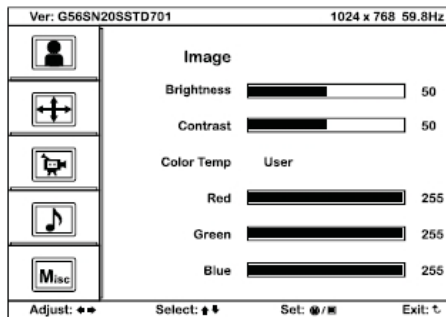 Ver: G56SN20SSTD701 1024 x 768 59.8Hz
Image
Brightness 50
Contrast 50
Color Temp User
Red 255
Green 255
Blue 255
Misc
Adjust: Select: Set: / Exit: